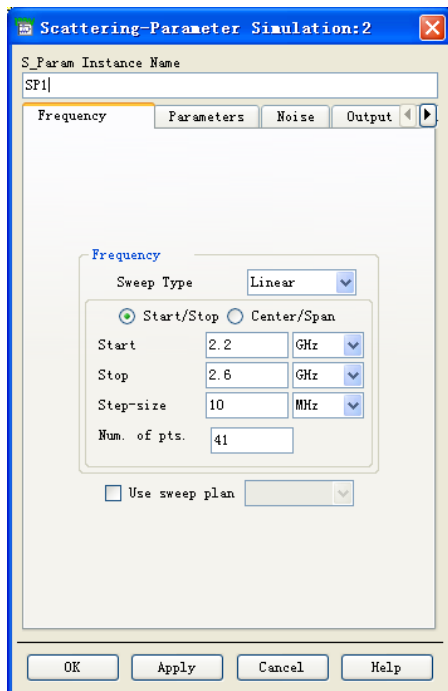 Scattering-Parameter Simulation:2
S_Param Instance Name
SP1
Frequency Parameters Noise Output
Frequency
Sweep Type Linear
Start/Stop Center/Span
Start 2.2 GHz
Stop 2.6 GHz
Step-size 10 MHz
Num. of pts. 41
Use sweep plan
OK Apply Cancel Help